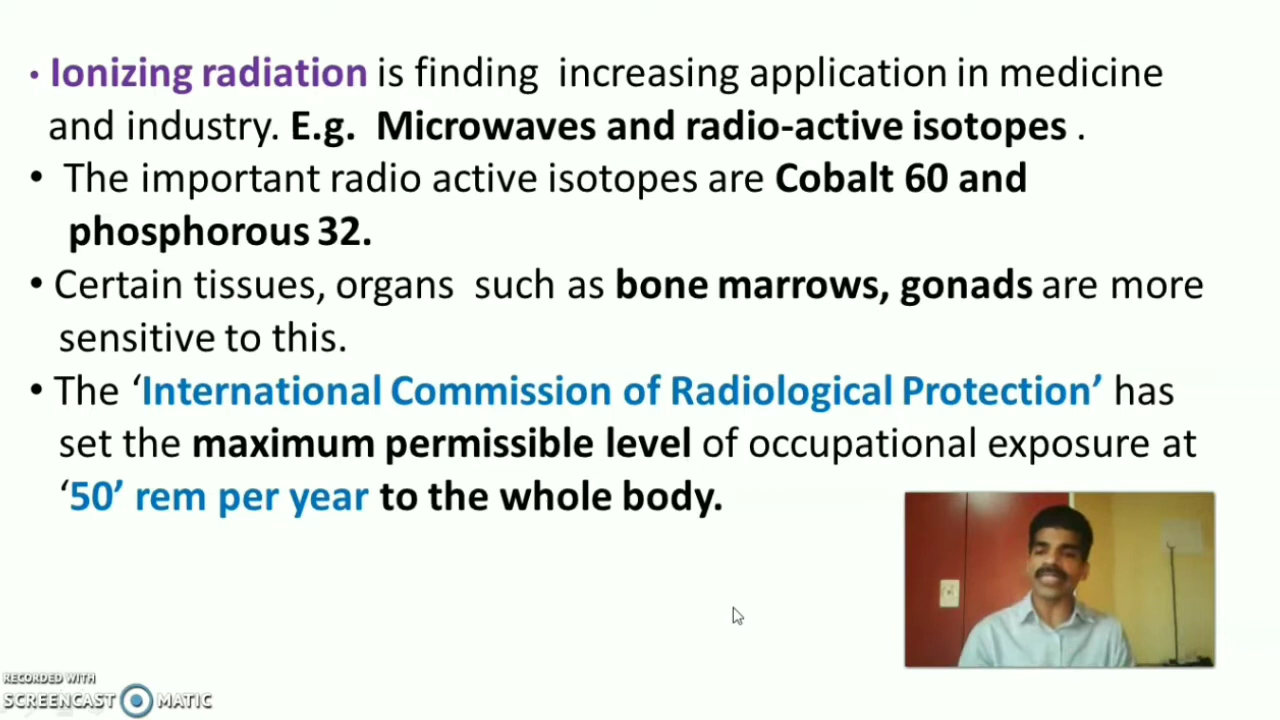 • Ionizing radiation is finding increasing application in medicine
and industry. E.g. Microwaves and radio-active isotopes .
• The important radio active isotopes are Cobalt 60 and
phosphorous 32.
• Certain tissues, organs such as bone marrows, gonads are more
sensitive to this.
• The ‘International Commission of Radiological Protection’ has
set the maximum permissible level of occupational exposure at
‘50’ rem per year to the whole body.
RECORDED WITH
SCREENCAST MATIC